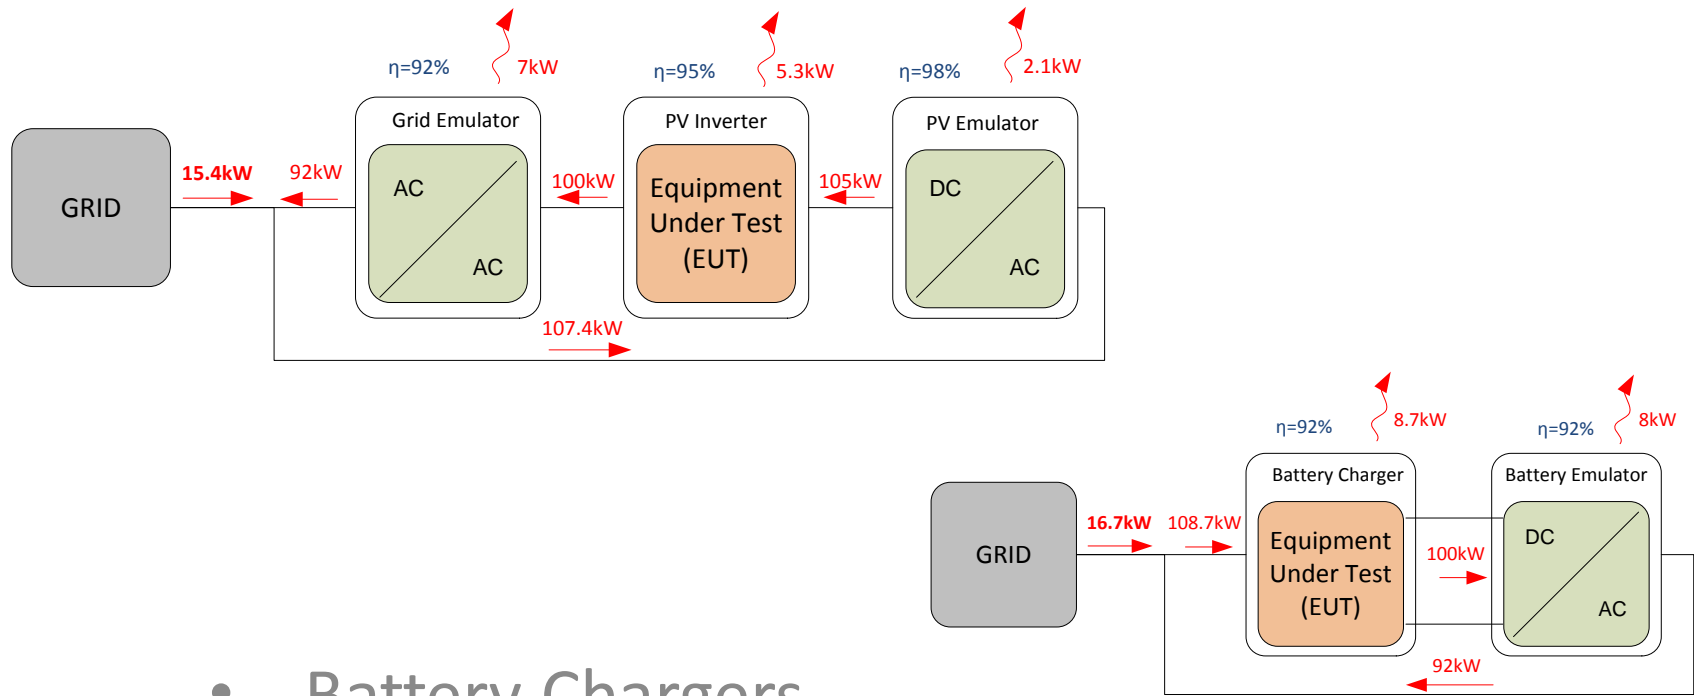 η=92%
7kW
η=95%
5.3kW
η=98%
2.1kW
Grid Emulator
PV Inverter
PV Emulator
GRID
15.4kW
92kW
AC
AC
100kW
Equipment
Under Test
(EUT)
105kW
DC
AC
107.4kW
η=92%
8.7kW
η=92%
8kW
Battery Charger
Battery Emulator
GRID
16.7kW
108.7kW
Equipment
Under Test
(EUT)
100kW
DC
AC
92kW
• Battery Chargers